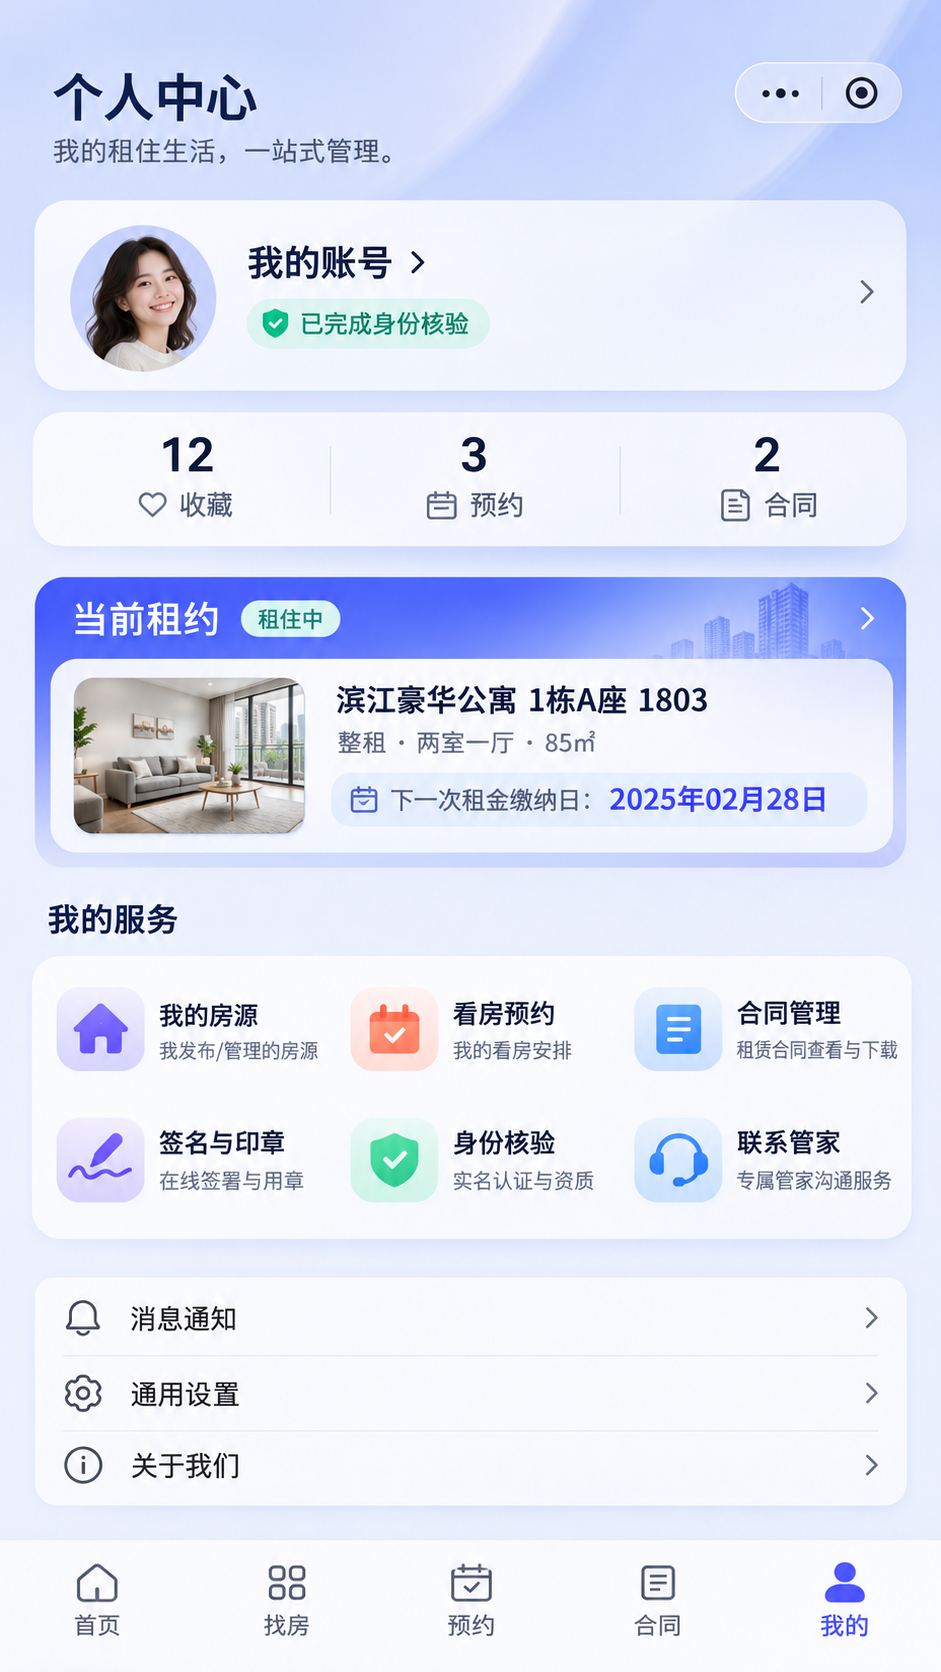 个人中心
我的租住生活，一站式管理。
我的账号
已完成身份核验
12
收藏
3
预约
2
合同
当前租约
租住中
滨江豪华公寓 1栋A座 1803
整租 · 两室一厅 · 85㎡
下一次租金缴纳日： 2025年02月28日
我的服务
我的房源
我发布/管理的房源
看房预约
我的看房安排
合同管理
租赁合同查看与下载
签名与印章
在线签署与用章
身份核验
实名认证与资质
联系管家
专属管家沟通服务
消息通知
通用设置
关于我们
首页
找房
预约
合同
我的